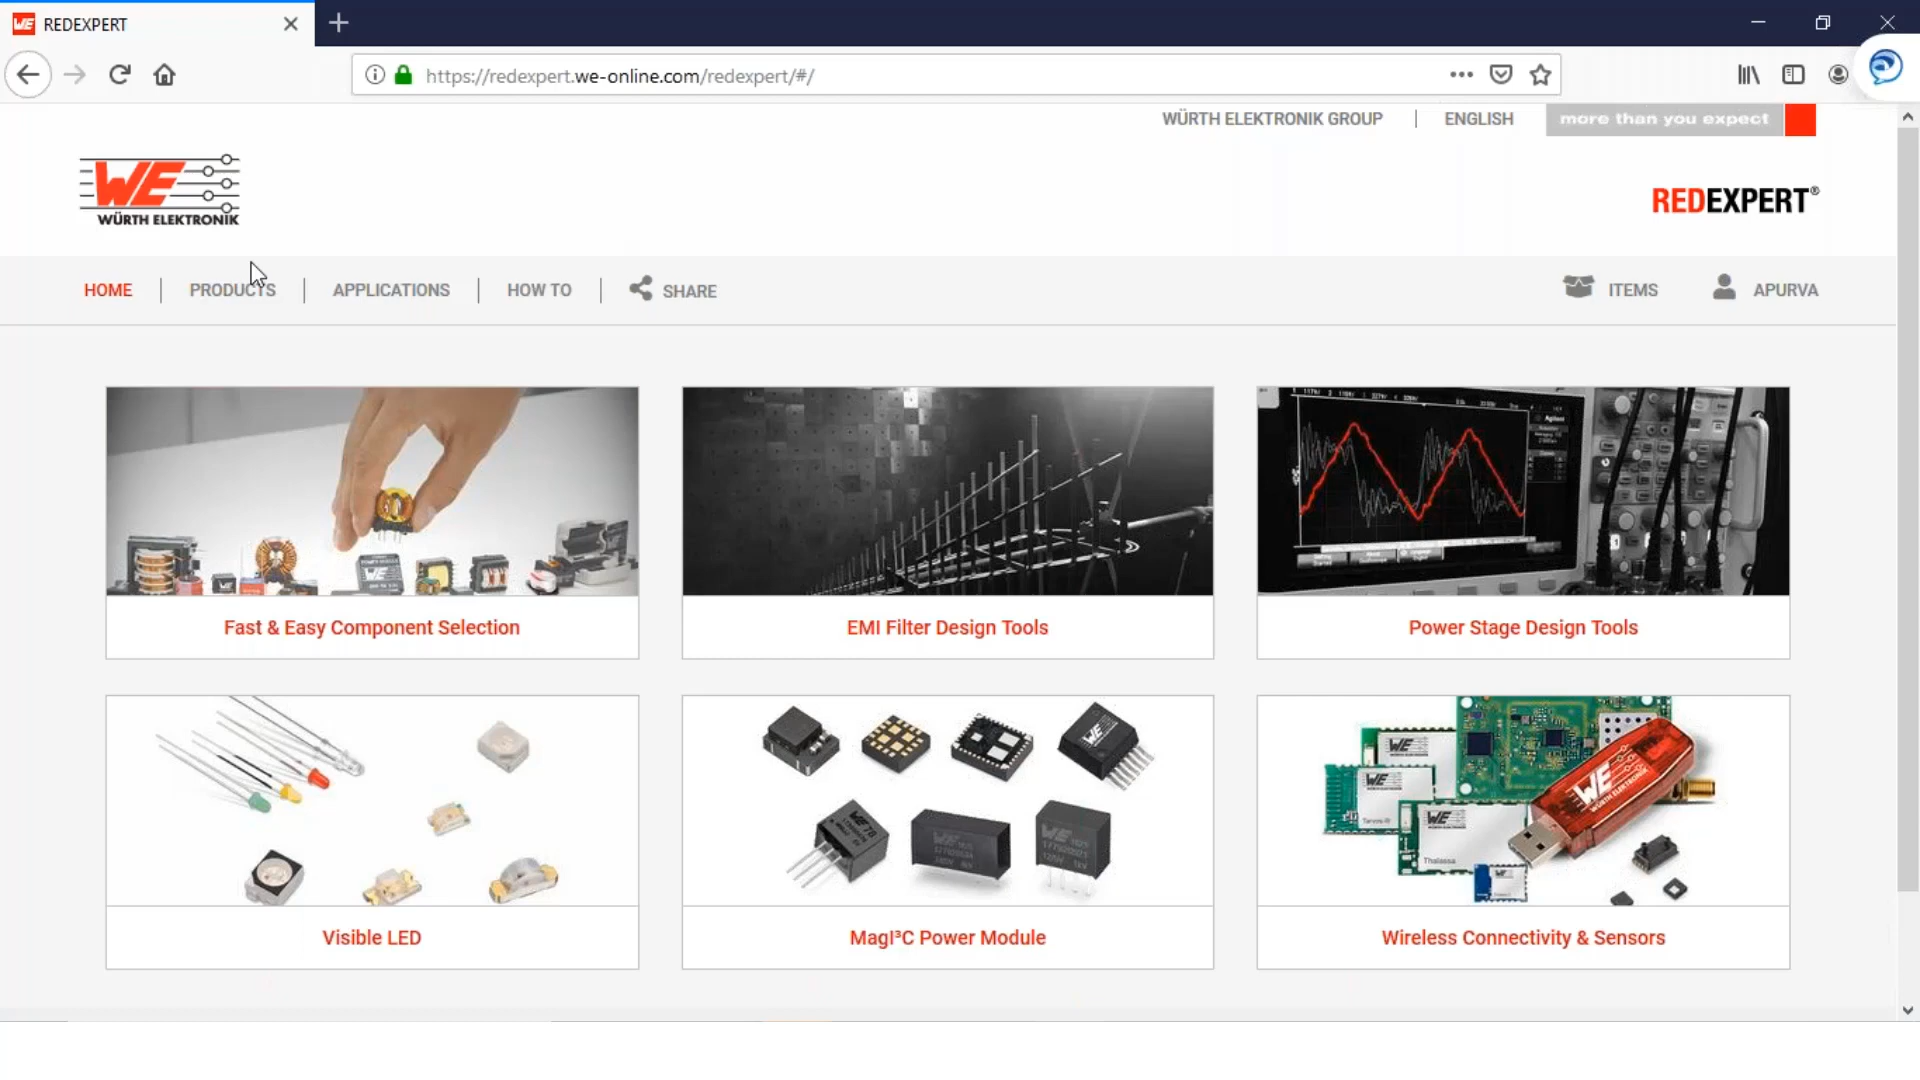 REDEXPERT
https://redexpert.we-online.com/redexpert/#/
WÜRTH ELEKTRONIK GROUP
ENGLISH
more than you expect
WE
WÜRTH ELEKTRONIK
REDEXPERT®
HOME
PRODUCTS
APPLICATIONS
HOW TO
SHARE
ITEMS
APURVA
Fast & Easy Component Selection
EMI Filter Design Tools
Power Stage Design Tools
Visible LED
MagI³C Power Module
Wireless Connectivity & Sensors